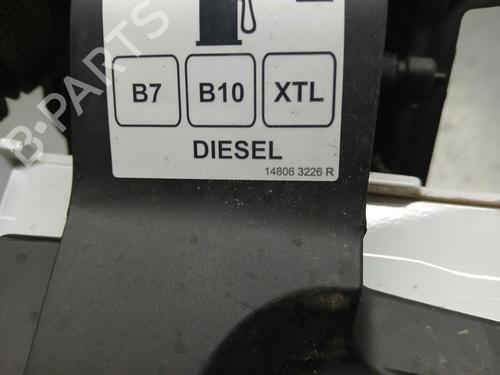 B7 B10 XTL
DIESEL
14806 3226 R
B-PARTS